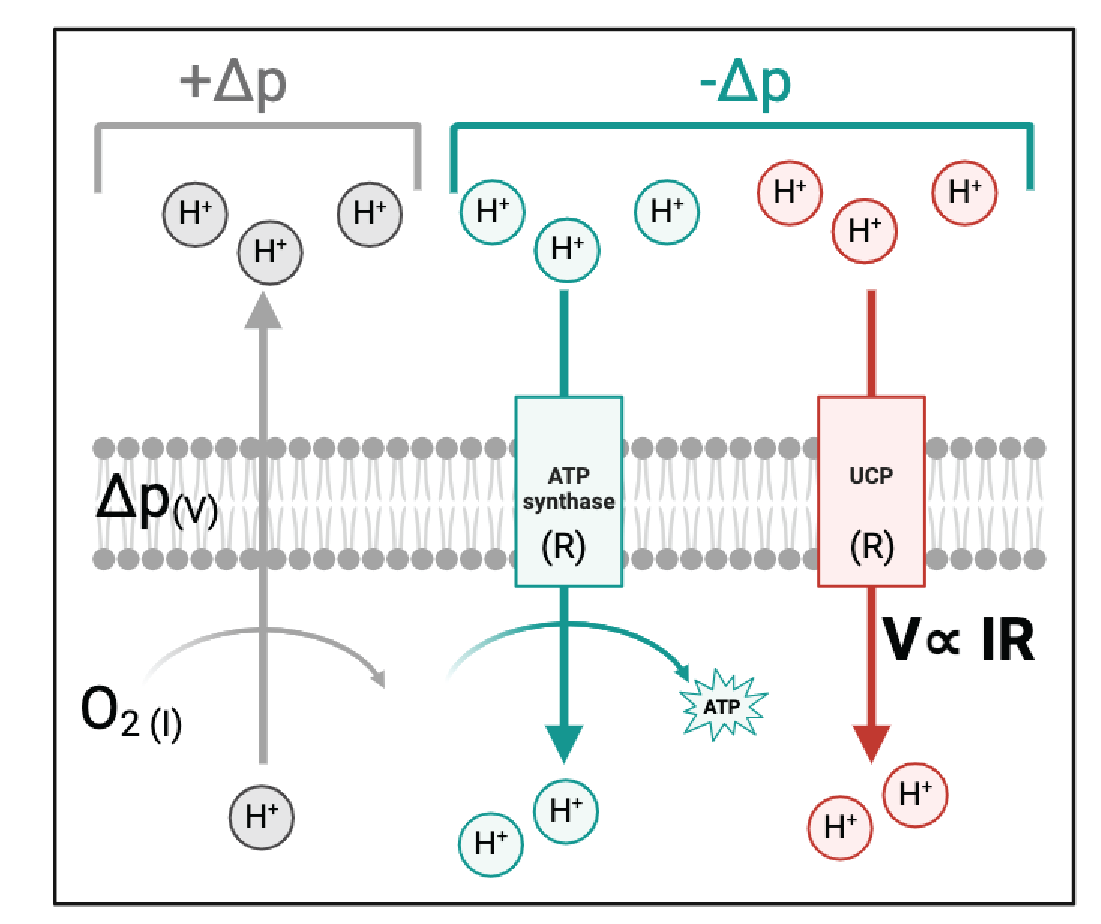 +Δp
-Δp
H⁺
H⁺
H⁺
H⁺
H⁺
H⁺
H⁺
H⁺
H⁺
Δp(V)
ATP
synthase
(R)
UCP
(R)
V∝ IR
O₂ (I)
ATP
H⁺
H⁺
H⁺
H⁺
H⁺